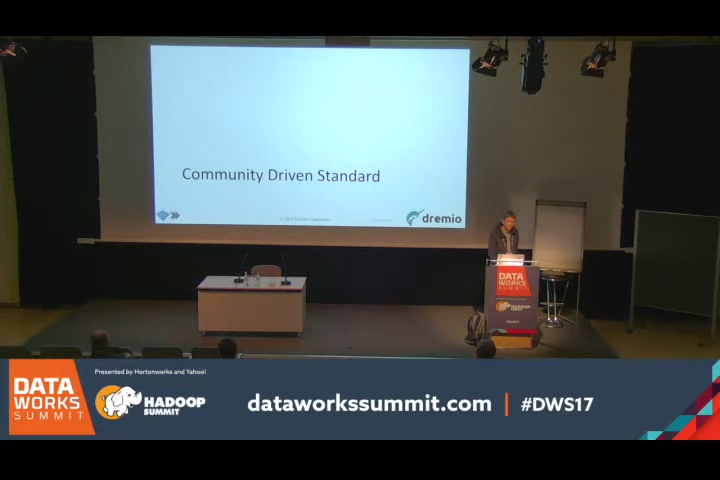 Community Driven Standard
dremio
DATA
WORKS
SUMMIT
HADOOP
DATA
WORKS
SUMMIT
Presented by Hortonworks and Yahoo!
HADOOP
SUMMIT
dataworkssummit.com | #DWS17